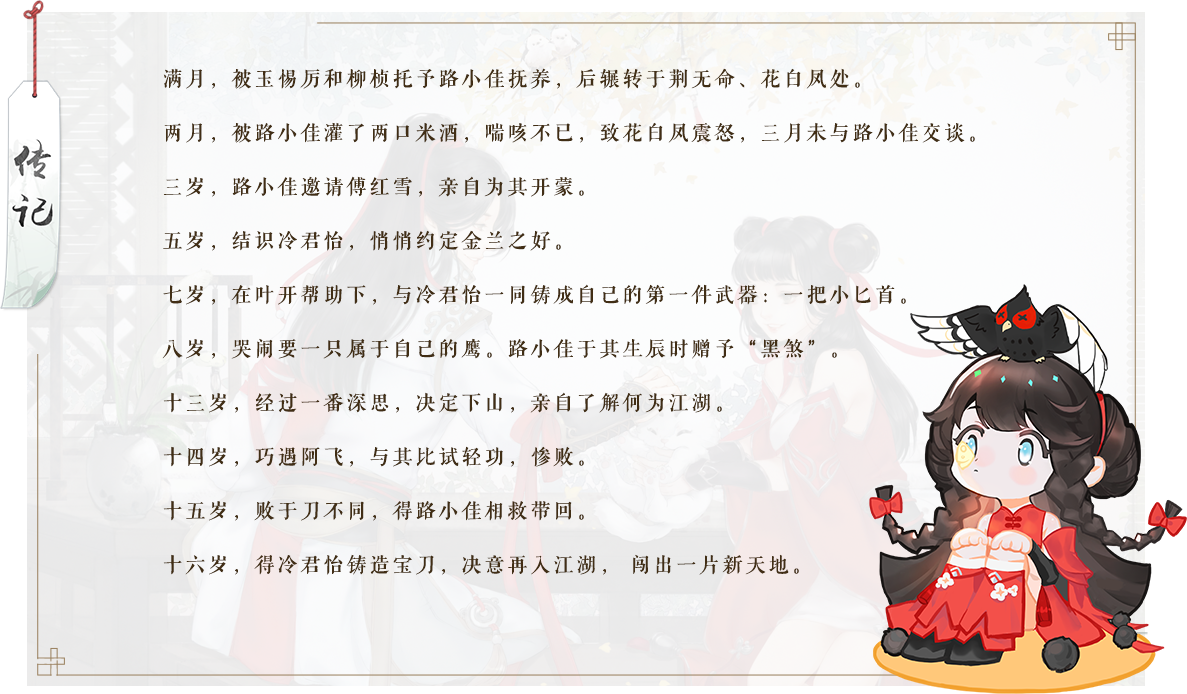 传记
满月，被玉惕厉和柳桢托予路小佳抚养，后辗转于荆无命、花白凤处。
两月，被路小佳灌了两口米酒，喘咳不已，致花白凤震怒，三月未与路小佳交谈。
三岁，路小佳邀请傅红雪，亲自为其开蒙。
五岁，结识冷君怡，悄悄约定金兰之好。
七岁，在叶开帮助下，与冷君怡一同铸成自己的第一件武器：一把小匕首。
八岁，哭闹要一只属于自己的鹰。路小佳于其生辰时赠予“黑煞”。
十三岁，经过一番深思，决定下山，亲自了解何为江湖。
十四岁，巧遇阿飞，与其比试轻功，惨败。
十五岁，败于刀不同，得路小佳相救带回。
十六岁，得冷君怡铸造宝刀，决意再入江湖， 闯出一片新天地。